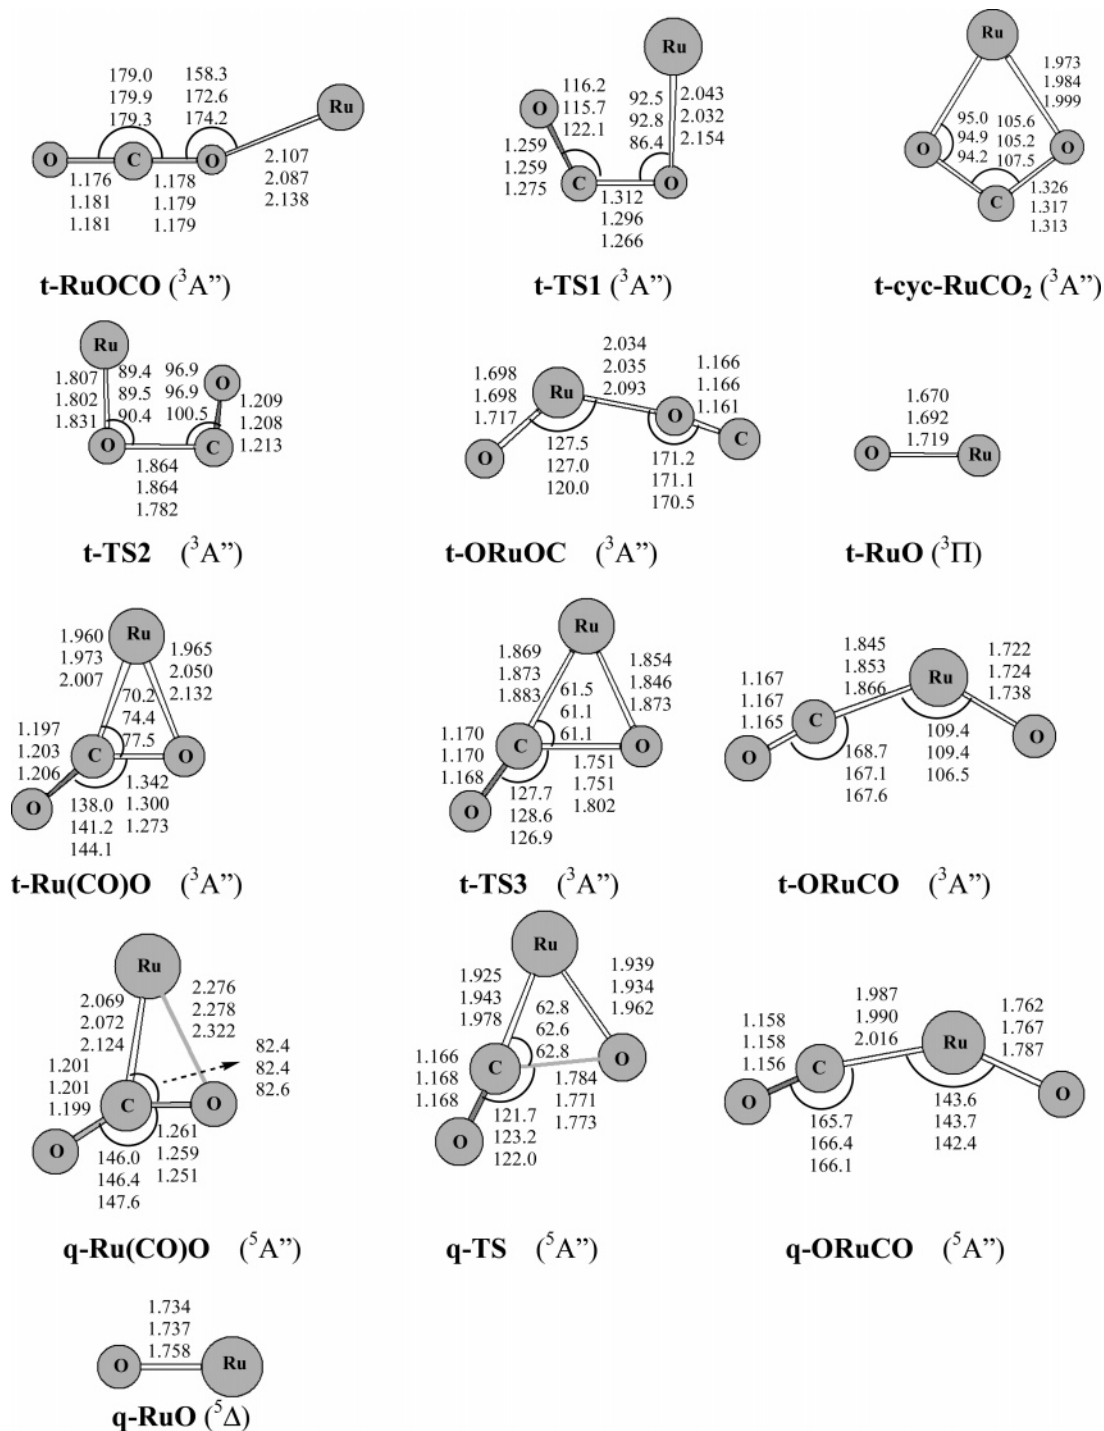 179.0
179.9
179.3
158.3
172.6
174.2
Ru
O
C
O
1.176
1.181
1.181
1.178
1.179
1.179
2.107
2.087
2.138
t-RuOCO (³A”)
Ru
O
116.2
115.7
122.1
92.5
92.8
86.4
2.043
2.032
2.154
1.259
1.259
1.275
C
O
1.312
1.296
1.266
t-TS1 (³A”)
Ru
1.973
1.984
1.999
95.0
94.9
94.2
105.6
105.2
107.5
O
O
C
1.326
1.317
1.313
t-cyc-RuCO₂ (³A”)
Ru
1.807
1.802
1.831
89.4
89.5
90.4
96.9
96.9
100.5
O
1.209
1.208
1.213
O
C
1.864
1.864
1.782
t-TS2 (³A”)
1.698
1.698
1.717
Ru
2.034
2.035
2.093
1.166
1.166
1.161
O
C
O
127.5
127.0
120.0
171.2
171.1
170.5
t-ORuOC (³A”)
1.670
1.692
1.719
O
Ru
t-RuO (³Π)
1.960
1.973
2.007
Ru
1.965
2.050
2.132
70.2
74.4
77.5
1.197
1.203
1.206
C
O
O
138.0
141.2
144.1
1.342
1.300
1.273
t-Ru(CO)O (³A”)
Ru
1.869
1.873
1.883
1.854
1.846
1.873
61.5
61.1
61.1
1.170
1.170
1.168
C
O
O
127.7
128.6
126.9
1.751
1.751
1.802
t-TS3 (³A”)
1.845
1.853
1.866
Ru
1.722
1.724
1.738
1.167
1.167
1.165
C
O
O
168.7
167.1
167.6
109.4
109.4
106.5
t-ORuCO (³A”)
Ru
2.069
2.072
2.124
2.276
2.278
2.322
82.4
82.4
82.6
1.201
1.201
1.199
C
O
O
146.0
146.4
147.6
1.261
1.259
1.251
q-Ru(CO)O (⁵A”)
Ru
1.925
1.943
1.978
1.939
1.934
1.962
62.8
62.6
62.8
1.166
1.168
1.168
C
O
O
121.7
123.2
122.0
1.784
1.771
1.773
q-TS (⁵A”)
1.987
1.990
2.016
Ru
1.762
1.767
1.787
1.158
1.158
1.156
C
O
O
165.7
166.4
166.1
143.6
143.7
142.4
q-ORuCO (⁵A”)
1.734
1.737
1.758
O
Ru
q-RuO (⁵Δ)